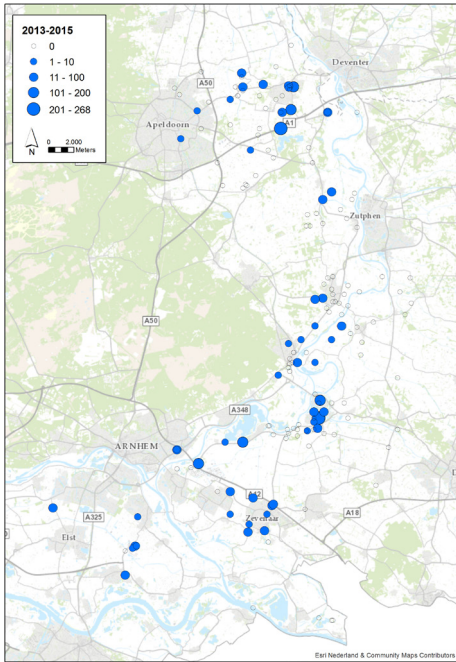 2013-2015
0
1 - 10
11 - 100
101 - 200
201 - 268
N
0 2.000
Meters
A50
Deventer
Apeldoorn
A1
Zutphen
A50
A348
ARNHEM
A12
A325
Zevenaar
A18
Elst
Esri Nederland & Community Maps Contributors